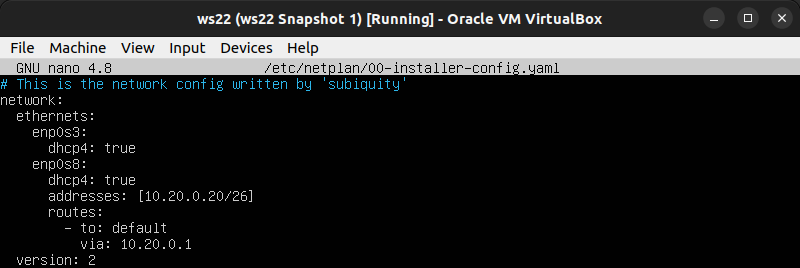 ws22 (ws22 Snapshot 1) [Running] - Oracle VM VirtualBox
File Machine View Input Devices Help
GNU nano 4.8 /etc/netplan/00-installer-config.yaml
# This is the network config written by 'subiquity'
network:
  ethernets:
    enp0s3:
      dhcp4: true
    enp0s8:
      dhcp4: true
      addresses: [10.20.0.20/26]
      routes:
        - to: default
          via: 10.20.0.1
  version: 2